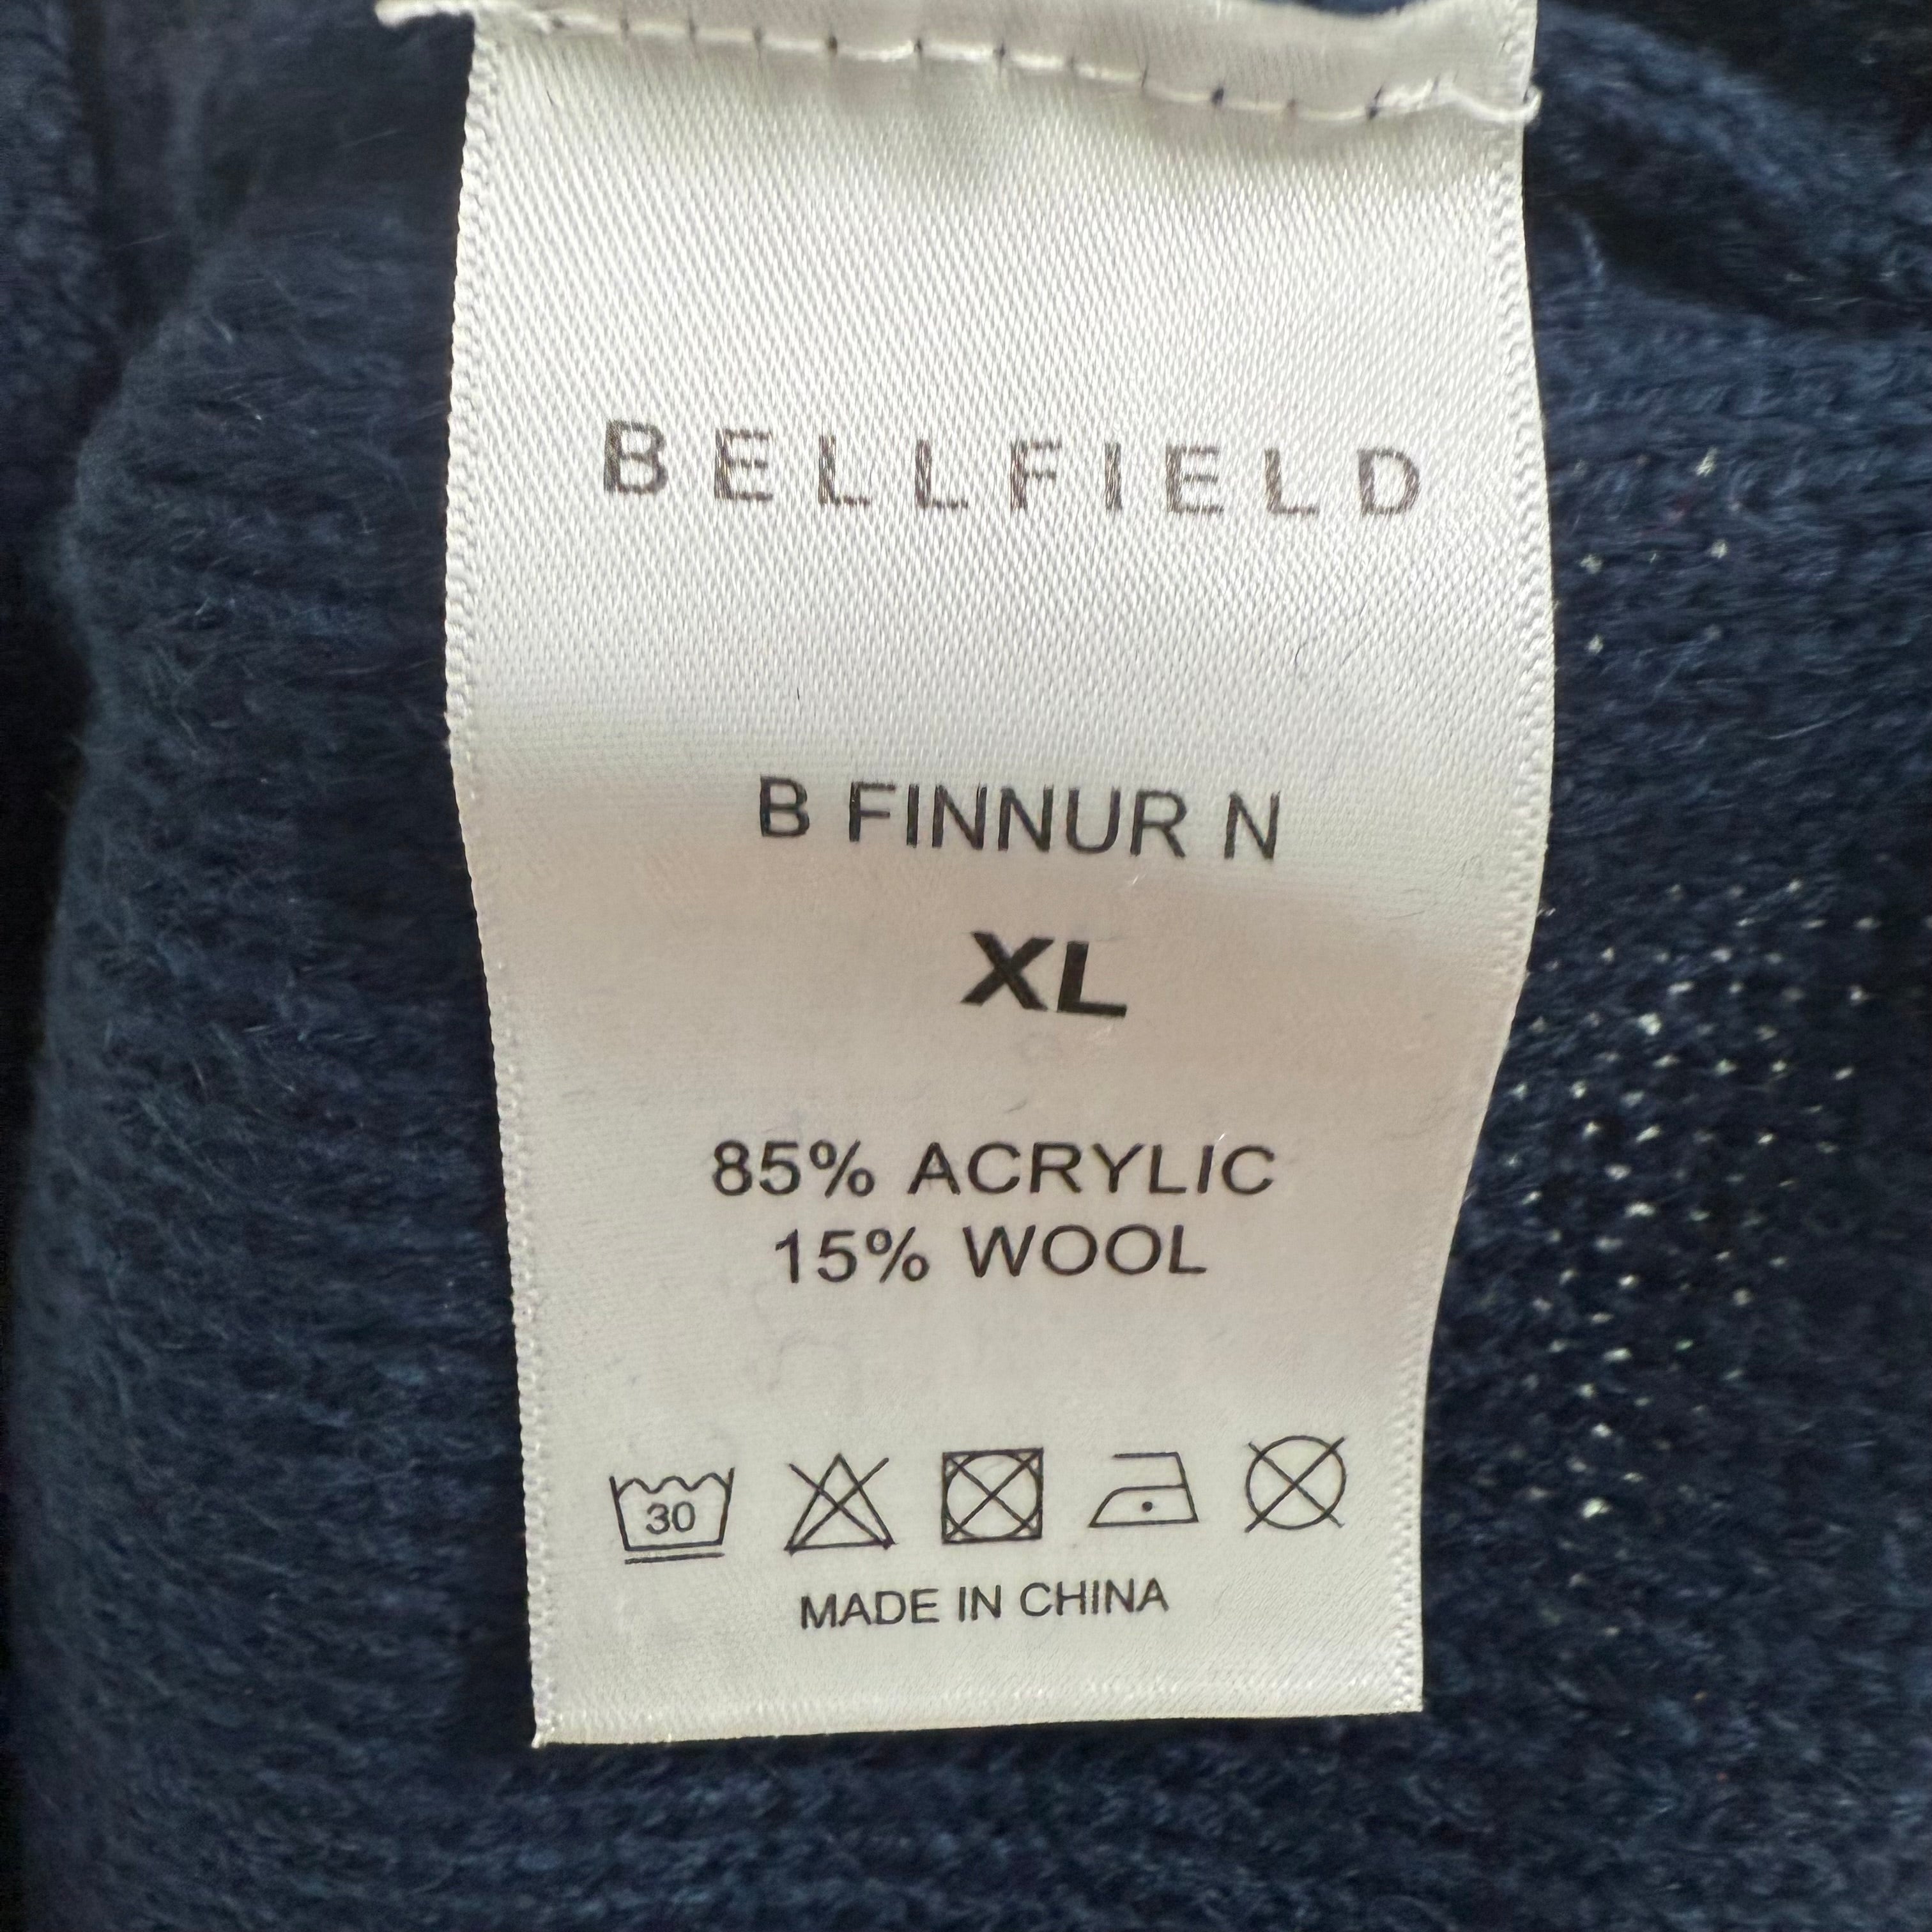 BELLFIELD
B FINNUR N
XL
85% ACRYLIC
15% WOOL
30
MADE IN CHINA